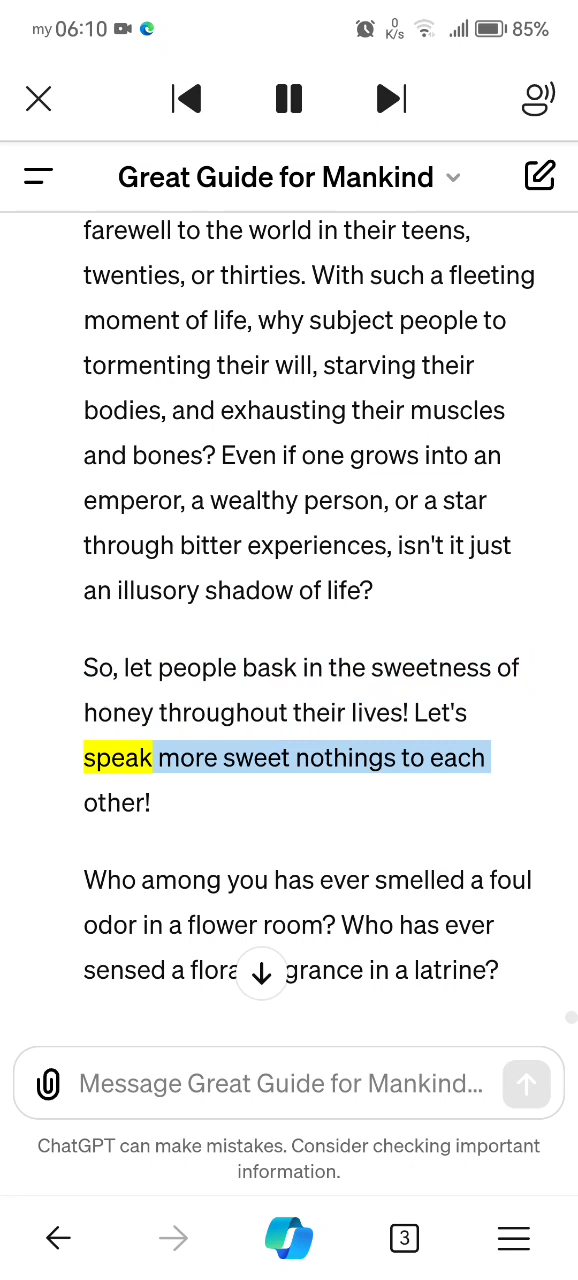 my 06:10
0
K/s
85%
Great Guide for Mankind
farewell to the world in their teens,
twenties, or thirties. With such a fleeting
moment of life, why subject people to
tormenting their will, starving their
bodies, and exhausting their muscles
and bones? Even if one grows into an
emperor, a wealthy person, or a star
through bitter experiences, isn't it just
an illusory shadow of life?
So, let people bask in the sweetness of
honey throughout their lives! Let's
speak more sweet nothings to each
other!
Who among you has ever smelled a foul
odor in a flower room? Who has ever
sensed a flora grance in a latrine?
Message Great Guide for Mankind...
ChatGPT can make mistakes. Consider checking important
information.
3